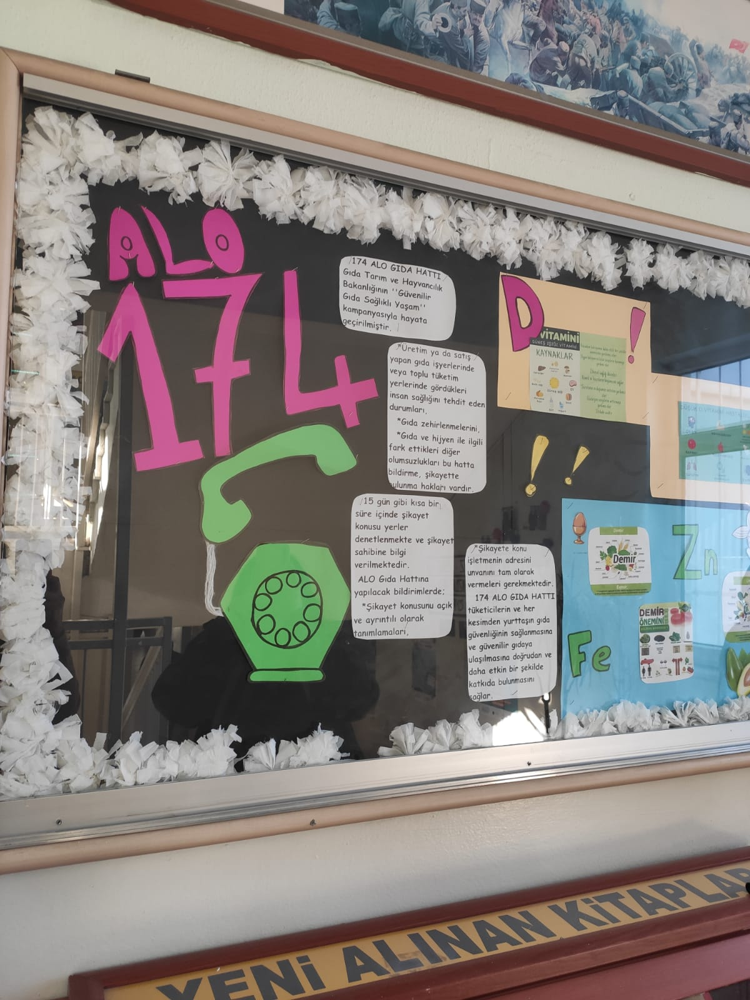 ALO
174
174 ALO GIDA HATTI
Gıda Tarım ve Hayvancılık
Bakanlığının ''Güvenilir
Gıda Sağlıklı Yaşam''
kampanyasıyla hayata
geçirilmiştir.
*Üretim ya da satış
yapan gıda işyerlerinde
veya toplu tüketim
yerlerinde gördükleri
insan sağlığını tehdit eden
durumları,
*Gıda zehirlenmelerini,
*Gıda ve hijyen ile ilgili
fark ettikleri diğer
olumsuzlukları bu hatta
bildirme, şikayette
bulunma hakları vardır.
15 gün gibi kısa bir
süre içinde şikayet
konusu yerler
denetlenmekte ve şikayet
sahibine bilgi
verilmektedir.
ALO Gıda Hattına
yapılacak bildirimlerde;
*Şikayet konusunu açık
ve ayrıntılı olarak
tanımlamaları,
*Şikayete konu
işletmenin adresini
unvanını tam olarak
vermeleri gerekmektedir.
174 ALO GIDA HATTI
tüketicilerin ve her
kesimden yurttaşın gıda
güvenliğinin sağlanmasına
ve güvenilir gıdaya
ulaşılmasına doğrudan ve
daha etkin bir şekilde
katkıda bulunmasını
sağlar.
D !
VİTAMİNİ
GÜNEŞ IŞIĞI VİTAMİNİ
KAYNAKLAR
! !
Demir
Demir
Zn
DEMİR
ÖNEMİNİ
Fe
YENİ ALINAN KİTAPLAR